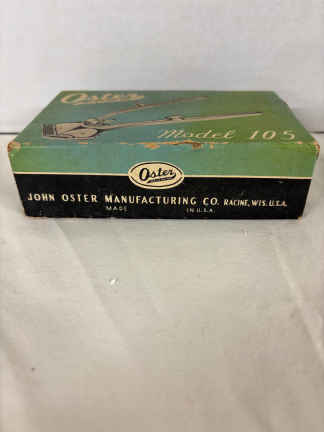 Oster
Model 105
Oster
JOHN OSTER MANUFACTURING CO. RACINE, WIS. U.S.A.
MADE IN U.S.A.